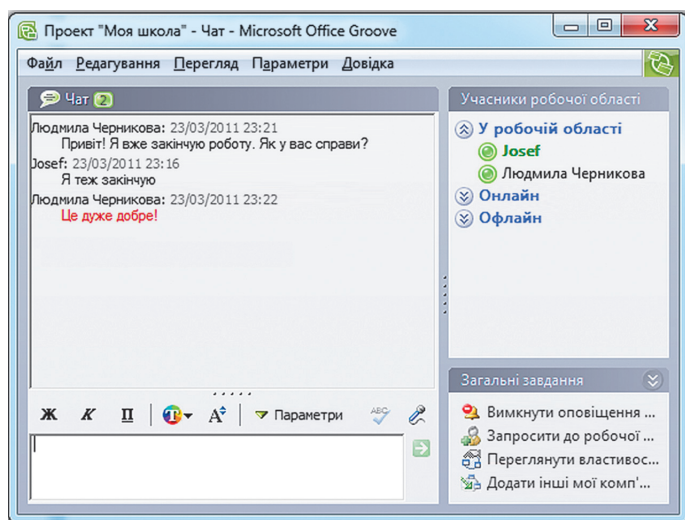 Проект "Моя школа" - Чат - Microsoft Office Groove
Файл Редагування Перегляд Параметри Довідка
Чат 2
Людмила Черникова: 23/03/2011 23:21
Привіт! Я вже закінчую роботу. Як у вас справи?
Josef: 23/03/2011 23:16
Я теж закінчую
Людмила Черникова: 23/03/2011 23:22
Це дуже добре!
Ж К П Параметри ABC
Учасники робочої області
У робочій області
Josef
Людмила Черникова
Онлайн
Офлайн
Загальні завдання
Вимкнути оповіщення ...
Запросити до робочої ...
Переглянути властивос...
Додати інші мої комп'...